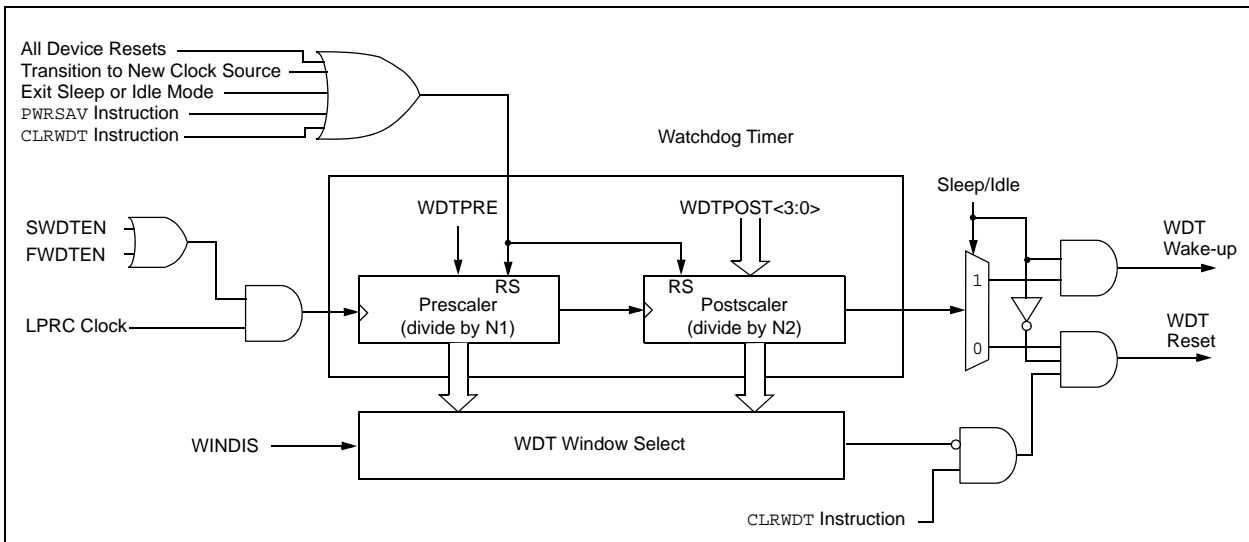 All Device Resets
Transition to New Clock Source
Exit Sleep or Idle Mode
PWRSAV Instruction
CLRWDT Instruction
Watchdog Timer
Sleep/Idle
WDTPRE
WDTPOST<3:0>
SWDTEN
FWDTEN
WDT
Wake-up
RS
RS
1
Prescaler
(divide by N1)
Postscaler
(divide by N2)
LPRC Clock
WDT
Reset
0
WINDIS
WDT Window Select
CLRWDT Instruction